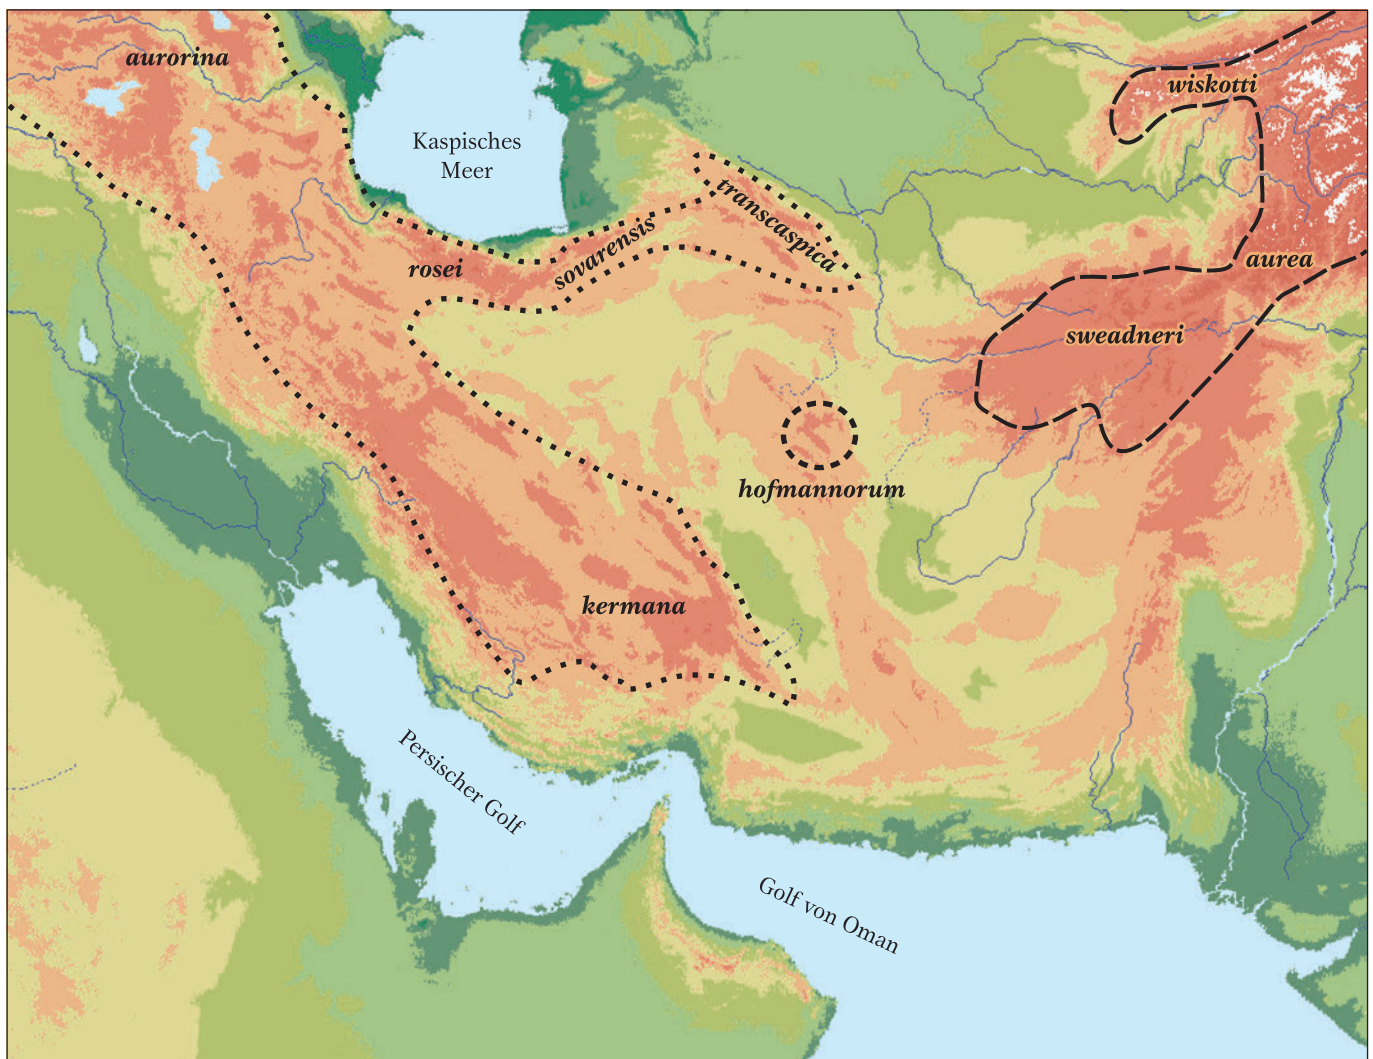 aurorina
wiskotti
Kaspisches
Meer
transcaspica
sovarensis
rosei
aurea
sweadneri
hofmannorum
kermana
Persischer Golf
Golf von Oman